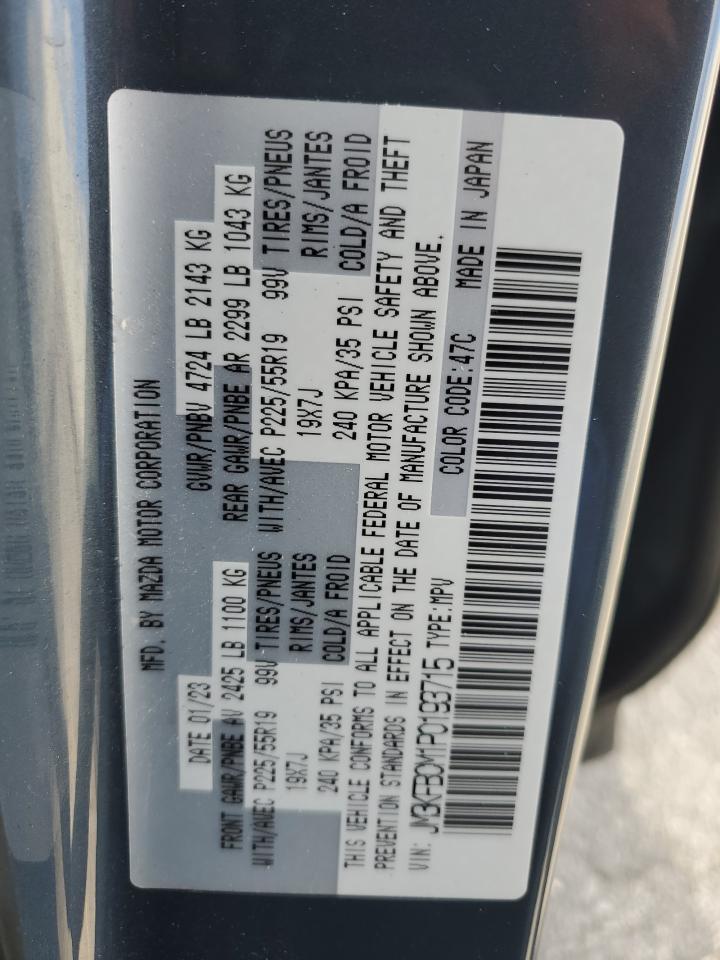 MFD. BY MAZDA MOTOR CORPORATION
DATE 01/23 GVWR/PNBV 4724 LB 2143 KG
FRONT GAWR/PNBE AV 2425 LB 1100 KG REAR GAWR/PNBE AR 2299 LB 1043 KG
WITH/AVEC P225/55R19 99V TIRES/PNEUS WITH/AVEC P225/55R19 99V TIRES/PNEUS
19X7J RIMS/JANTES 19X7J RIMS/JANTES
240 KPA/35 PSI COLD/A FROID 240 KPA/35 PSI COLD/A FROID
THIS VEHICLE CONFORMS TO ALL APPLICABLE FEDERAL MOTOR VEHICLE SAFETY AND THEFT
PREVENTION STANDARDS IN EFFECT ON THE DATE OF MANUFACTURE SHOWN ABOVE.
VIN: JM3KFBCM1P0193715 TYPE:MPV COLOR CODE:47C MADE IN JAPAN